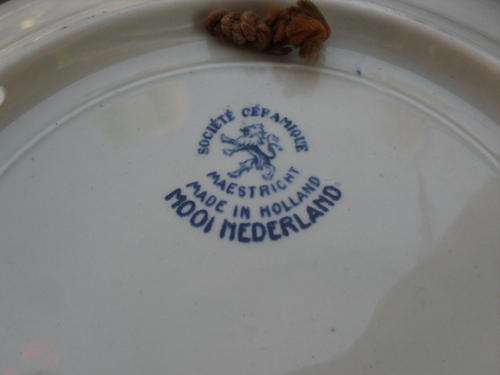 SOCIÉTÉ CÉRAMIQUE
MAESTRICHT
MADE IN HOLLAND
MOOI NEDERLAND